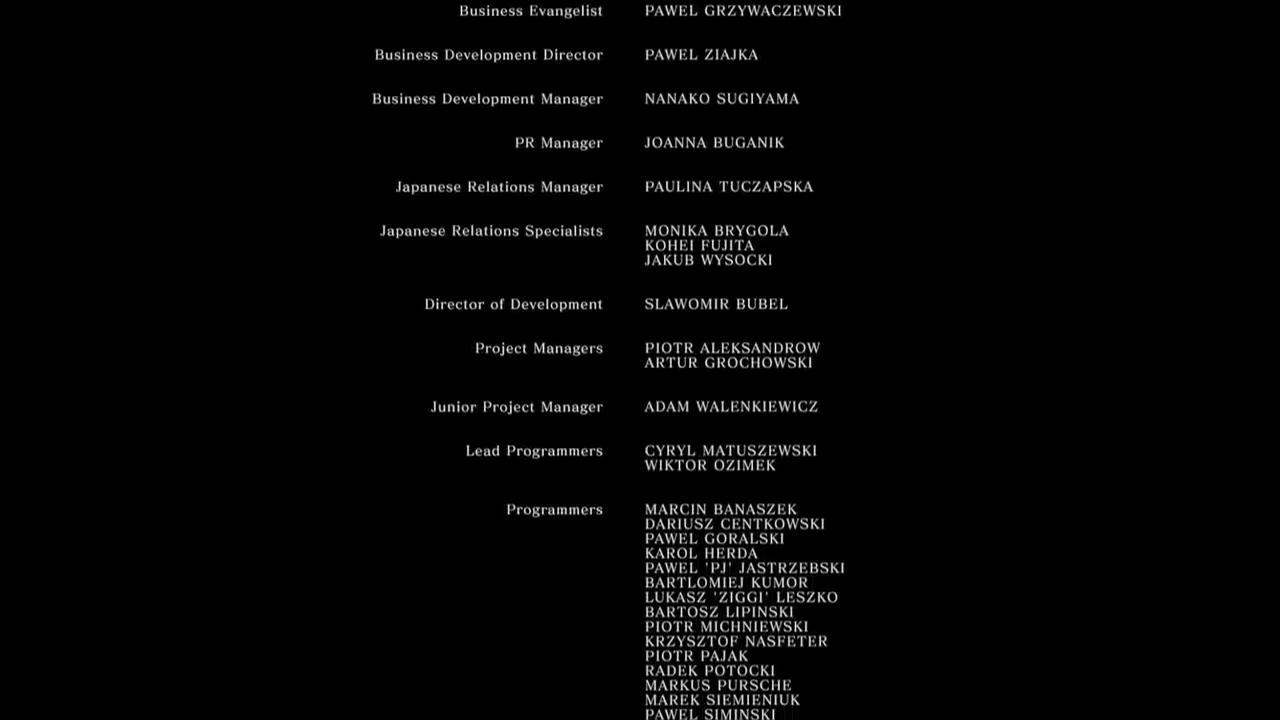 Business Evangelist PAWEL GRZYWACZEWSKI
Business Development Director PAWEL ZIAJKA
Business Development Manager NANAKO SUGIYAMA
PR Manager JOANNA BUGANIK
Japanese Relations Manager PAULINA TUCZAPSKA
Japanese Relations Specialists MONIKA BRYGOLA
KOHEI FUJITA
JAKUB WYSOCKI
Director of Development SLAWOMIR BUBEL
Project Managers PIOTR ALEKSANDROW
ARTUR GROCHOWSKI
Junior Project Manager ADAM WALENKIEWICZ
Lead Programmers CYRYL MATUSZEWSKI
WIKTOR OZIMEK
Programmers MARCIN BANASZEK
DARIUSZ CENTKOWSKI
PAWEL GORALSKI
KAROL HERDA
PAWEL 'PJ' JASTRZEBSKI
BARTLOMIEJ KUMOR
LUKASZ 'ZIGGI' LESZKO
BARTOSZ LIPINSKI
PIOTR MICHNIEWSKI
KRZYSZTOF NASFETER
PIOTR PAJAK
RADEK POTOCKI
MARKUS PURSCHE
MAREK SIEMIENIUK
PAWEL SIMINSKI